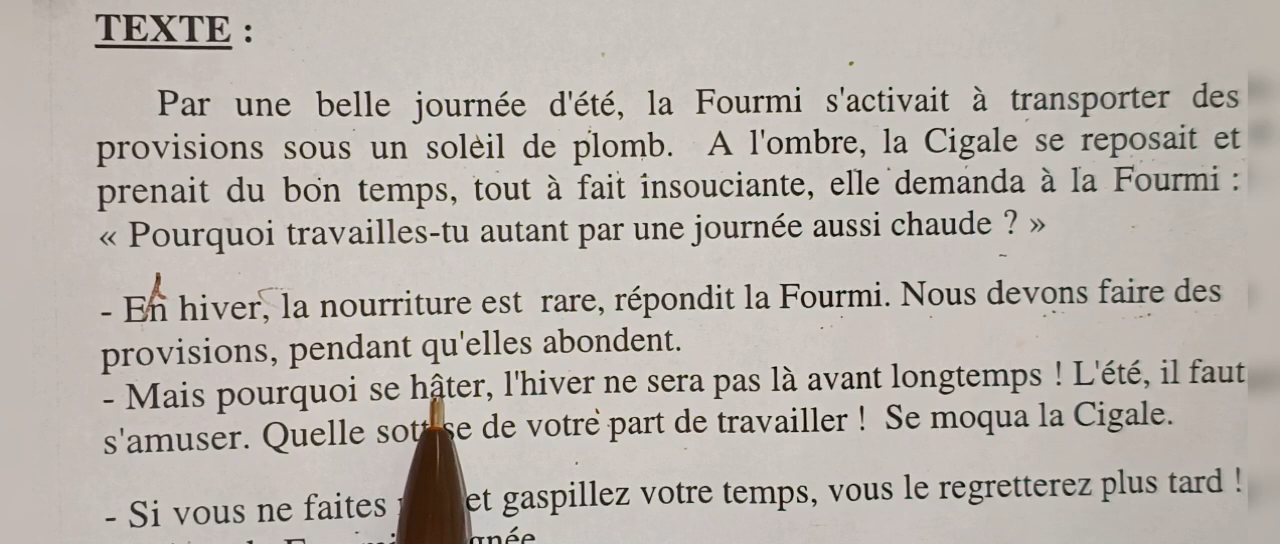 TEXTE :
Par une belle journée d'été, la Fourmi s'activait à transporter des
provisions sous un soleil de plomb. A l'ombre, la Cigale se reposait et
prenait du bon temps, tout à fait insouciante, elle demanda à la Fourmi :
« Pourquoi travailles-tu autant par une journée aussi chaude ? »
- En hiver, la nourriture est rare, répondit la Fourmi. Nous devons faire des
provisions, pendant qu'elles abondent.
- Mais pourquoi se hâter, l'hiver ne sera pas là avant longtemps ! L'été, il faut
s'amuser. Quelle sottise de votre part de travailler ! Se moqua la Cigale.
- Si vous ne faites et gaspillez votre temps, vous le regretterez plus tard !